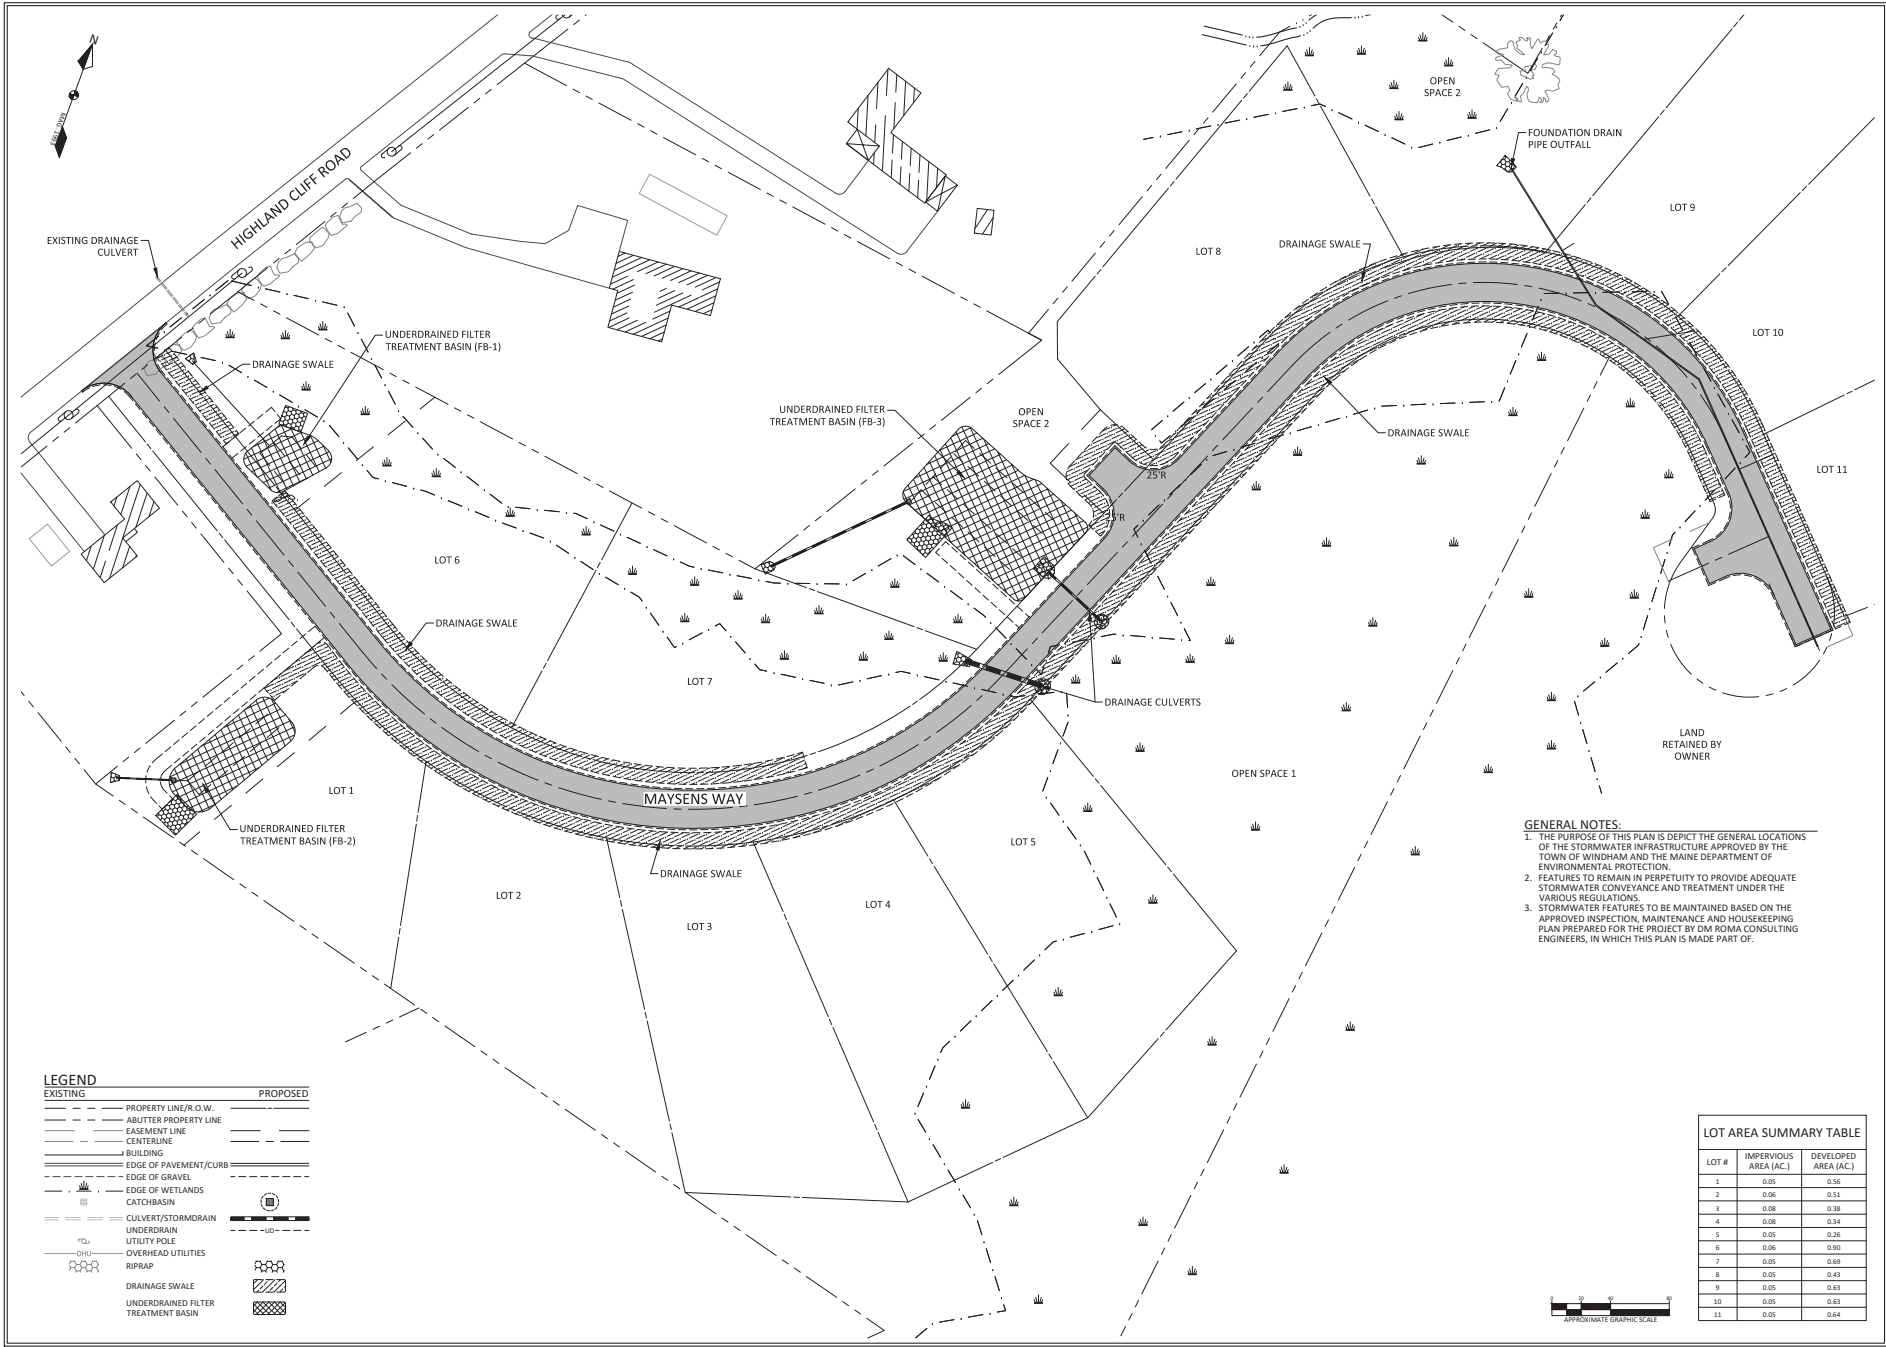 N
MAG. 1993
HIGHLAND CLIFF ROAD
EXISTING DRAINAGE
CULVERT
UNDERDRAINED FILTER
TREATMENT BASIN (FB-1)
DRAINAGE SWALE
OPEN
SPACE 2
FOUNDATION DRAIN
PIPE OUTFALL
LOT 9
LOT 8
DRAINAGE SWALE
LOT 10
UNDERDRAINED FILTER
TREATMENT BASIN (FB-3)
OPEN
SPACE 2
DRAINAGE SWALE
LOT 11
25'R
25'R
LOT 6
DRAINAGE SWALE
LOT 7
DRAINAGE CULVERTS
LAND
RETAINED BY
OWNER
OPEN SPACE 1
LOT 1
MAYSENS WAY
UNDERDRAINED FILTER
TREATMENT BASIN (FB-2)
LOT 5
DRAINAGE SWALE
LOT 2
LOT 4
LOT 3
GENERAL NOTES:
1. THE PURPOSE OF THIS PLAN IS DEPICT THE GENERAL LOCATIONS
OF THE STORMWATER INFRASTRUCTURE APPROVED BY THE
TOWN OF WINDHAM AND THE MAINE DEPARTMENT OF
ENVIRONMENTAL PROTECTION.
2. FEATURES TO REMAIN IN PERPETUITY TO PROVIDE ADEQUATE
STORMWATER CONVEYANCE AND TREATMENT UNDER THE
VARIOUS REGULATIONS.
3. STORMWATER FEATURES TO BE MAINTAINED BASED ON THE
APPROVED INSPECTION, MAINTENANCE AND HOUSEKEEPING
PLAN PREPARED FOR THE PROJECT BY DM ROMA CONSULTING
ENGINEERS, IN WHICH THIS PLAN IS MADE PART OF.
LEGEND
EXISTING PROPOSED
PROPERTY LINE/R.O.W.
ABUTTER PROPERTY LINE
EASEMENT LINE
CENTERLINE
BUILDING
EDGE OF PAVEMENT/CURB
EDGE OF GRAVEL
EDGE OF WETLANDS
CATCHBASIN
CULVERT/STORMDRAIN
UNDERDRAIN UD
UTILITY POLE
OHU OVERHEAD UTILITIES
RIPRAP
DRAINAGE SWALE
UNDERDRAINED FILTER
TREATMENT BASIN
0 20 40 80
APPROXIMATE GRAPHIC SCALE
LOT AREA SUMMARY TABLE
LOT # IMPERVIOUS AREA (AC.) DEVELOPED AREA (AC.)
1 0.05 0.56
2 0.06 0.51
3 0.08 0.38
4 0.08 0.34
5 0.05 0.26
6 0.06 0.90
7 0.05 0.69
8 0.05 0.43
9 0.05 0.63
10 0.05 0.63
11 0.05 0.64